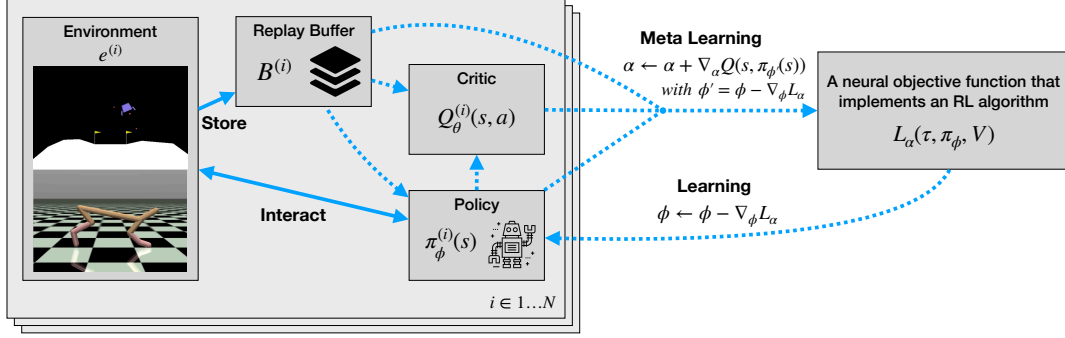 Environment
e^{(i)}
Store
Interact
Replay Buffer
B^{(i)}
Critic
Q_θ^{(i)}(s, a)
Policy
π_ϕ^{(i)}(s)
i ∈ 1…N
Meta Learning
α ← α + ∇_α Q(s, π_{ϕ′}(s))
with ϕ′ = ϕ − ∇_ϕ L_α
Learning
ϕ ← ϕ − ∇_ϕ L_α
A neural objective function that
implements an RL algorithm
L_α(τ, π_ϕ, V)